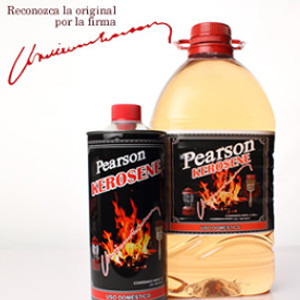 Reconozca la original
por la firma
Pearson
KEROSENE
USO DOMESTICO
Pearson
KEROSENE
USO DOMESTICO